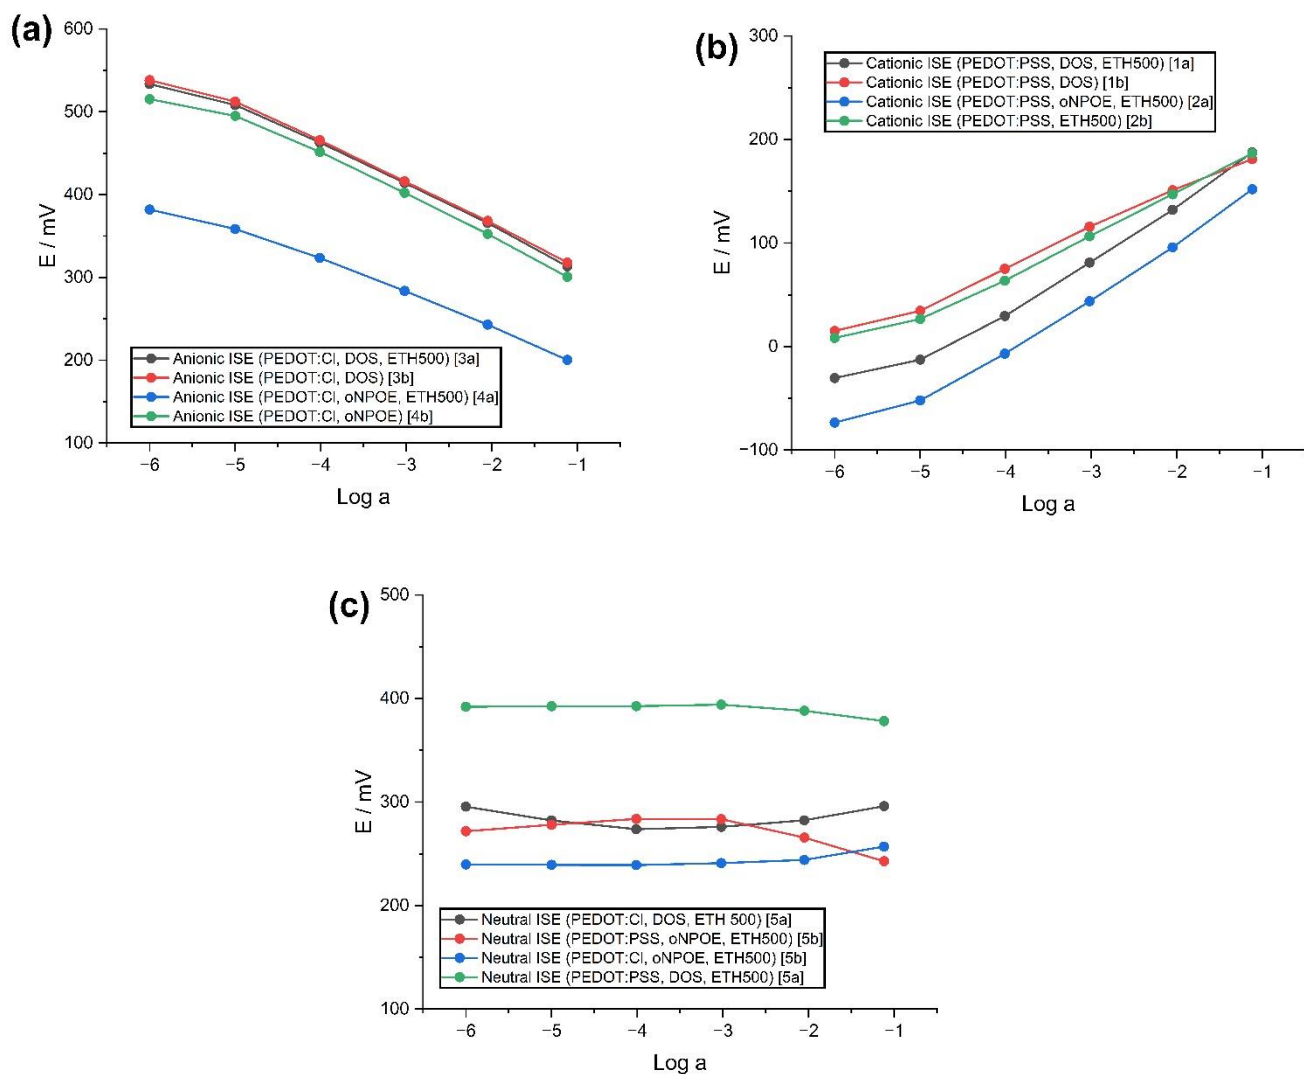 (a)
600
500
400
300
200
100
E / mV
Anionic ISE (PEDOT:Cl, DOS, ETH500) [3a]
Anionic ISE (PEDOT:Cl, DOS) [3b]
Anionic ISE (PEDOT:Cl, oNPOE, ETH500) [4a]
Anionic ISE (PEDOT:Cl, oNPOE) [4b]
−6 −5 −4 −3 −2 −1
Log a
(b)
300
200
100
0
−100
E / mV
Cationic ISE (PEDOT:PSS, DOS, ETH500) [1a]
Cationic ISE (PEDOT:PSS, DOS) [1b]
Cationic ISE (PEDOT:PSS, oNPOE, ETH500) [2a]
Cationic ISE (PEDOT:PSS, ETH500) [2b]
−6 −5 −4 −3 −2 −1
Log a
(c)
500
400
300
200
100
E / mV
Neutral ISE (PEDOT:Cl, DOS, ETH 500) [5a]
Neutral ISE (PEDOT:PSS, oNPOE, ETH500) [5b]
Neutral ISE (PEDOT:Cl, oNPOE, ETH500) [5b]
Neutral ISE (PEDOT:PSS, DOS, ETH500) [5a]
−6 −5 −4 −3 −2 −1
Log a